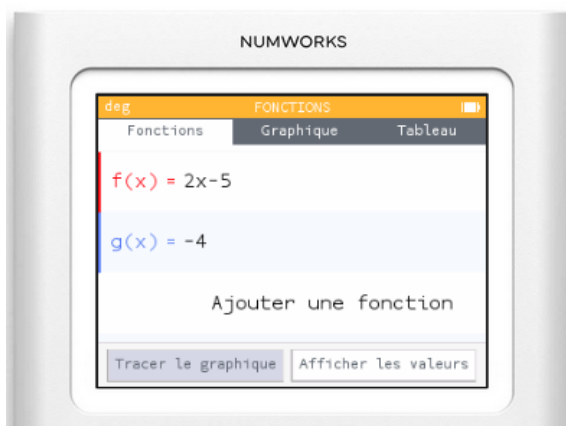 NUMWORKS
deg FONCTIONS
Fonctions Graphique Tableau
f(x) = 2x-5
g(x) = -4
Ajouter une fonction
Tracer le graphique Afficher les valeurs